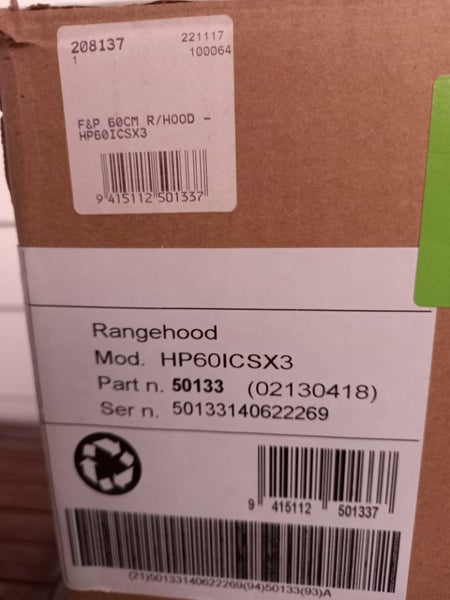 208137 221117
1 100064
F&P 60CM R/HOOD -
HP60ICSX3
9 415112 501337
Rangehood
Mod. HP60ICSX3
Part n. 50133 (02130418)
Ser n. 50133140622269
9 415112 501337
(21)50133140622269(94)50133(93)A